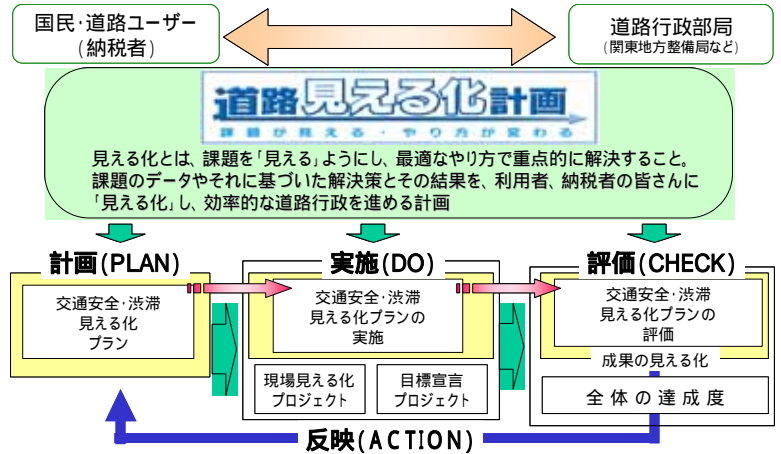 国民・道路ユーザー
(納税者)
道路行政部局
(関東地方整備局など)
道路見える化計画
課題が見える・やり方が変わる
見える化とは、課題を「見える」ようにし、最適なやり方で重点的に解決すること。
課題のデータやそれに基づいた解決策とその結果を、利用者、納税者の皆さんに
「見える化」し、効率的な道路行政を進める計画
計画(PLAN)
交通安全・渋滞
見える化
プラン
実施(DO)
交通安全・渋滞
見える化プランの
実施
現場見える化
プロジェクト
目標宣言
プロジェクト
評価(CHECK)
交通安全・渋滞
見える化プランの
評価
成果の見える化
全体の達成度
反映(ACTION)